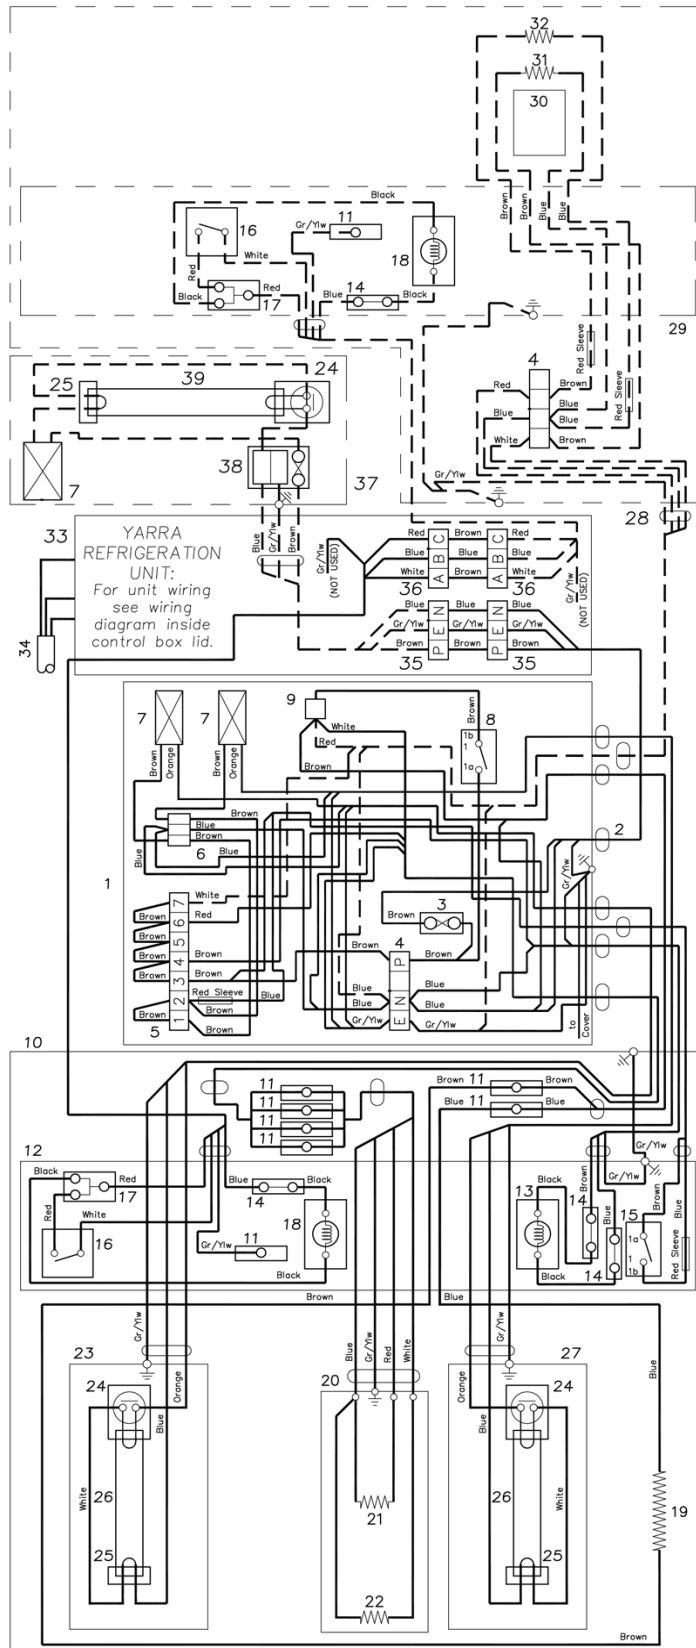 32
31
30
Black
Brown
Brown
Blue
Blue
16
Gr/Ylw
11
18
White
Red
Red
Blue
14
Black
Black
17
29
Red Sleeve
Red Sleeve
4
Red
Brown
Blue
Blue
Blue
White
Brown
25
39
24
7
38
37
Gr/Ylw
28
Blue
Gr/Ylw
Brown
33
YARRA
REFRIGERATION
UNIT:
For unit wiring
see wiring
diagram inside
control box lid.
34
Gr/Ylw
(NOT USED)
Red
C
Brown
C
Red
Blue
B
Blue
B
Blue
White
A
Brown
A
White
36
36
Gr/Ylw
(NOT USED)
Blue
N
Brown
N
Blue
Gr/Ylw
E
Gr/Ylw
E
Gr/Ylw
Brown
P
Brown
P
Brown
35
35
7
7
9
White
Red
Brown
Brown
8
1b
1
1a
Brown
Orange
Brown
Orange
Brown
Blue
Brown
6
Blue
Blue
2
1
Gr/Ylw
3
Brown
7
White
Brown
6
Red
Brown
5
4
Brown
Brown
3
Brown
Red Sleeve
Blue
2
Brown
1
Brown
Brown
5
4
Brown
P
Brown
Blue
Blue
N
Blue
Gr/Ylw
E
Gr/Ylw
to
Cover
10
11
11
11
11
Brown
11
Brown
Blue
11
Blue
12
Black
Red
17
Red
White
16
Blue
14
Black
18
Gr/Ylw
11
Black
13
Black
14
14
Black
Brown
Blue
Gr/Ylw
Gr/Ylw
15
Brown
1a
1
1b
Blue
Red Sleeve
Brown
Blue
23
Gr/Ylw
Orange
Blue
24
26
White
25
20
Blue
Gr/Ylw
Red
White
21
22
27
Orange
Blue
Gr/Ylw
24
26
White
25
Blue
19
Brown